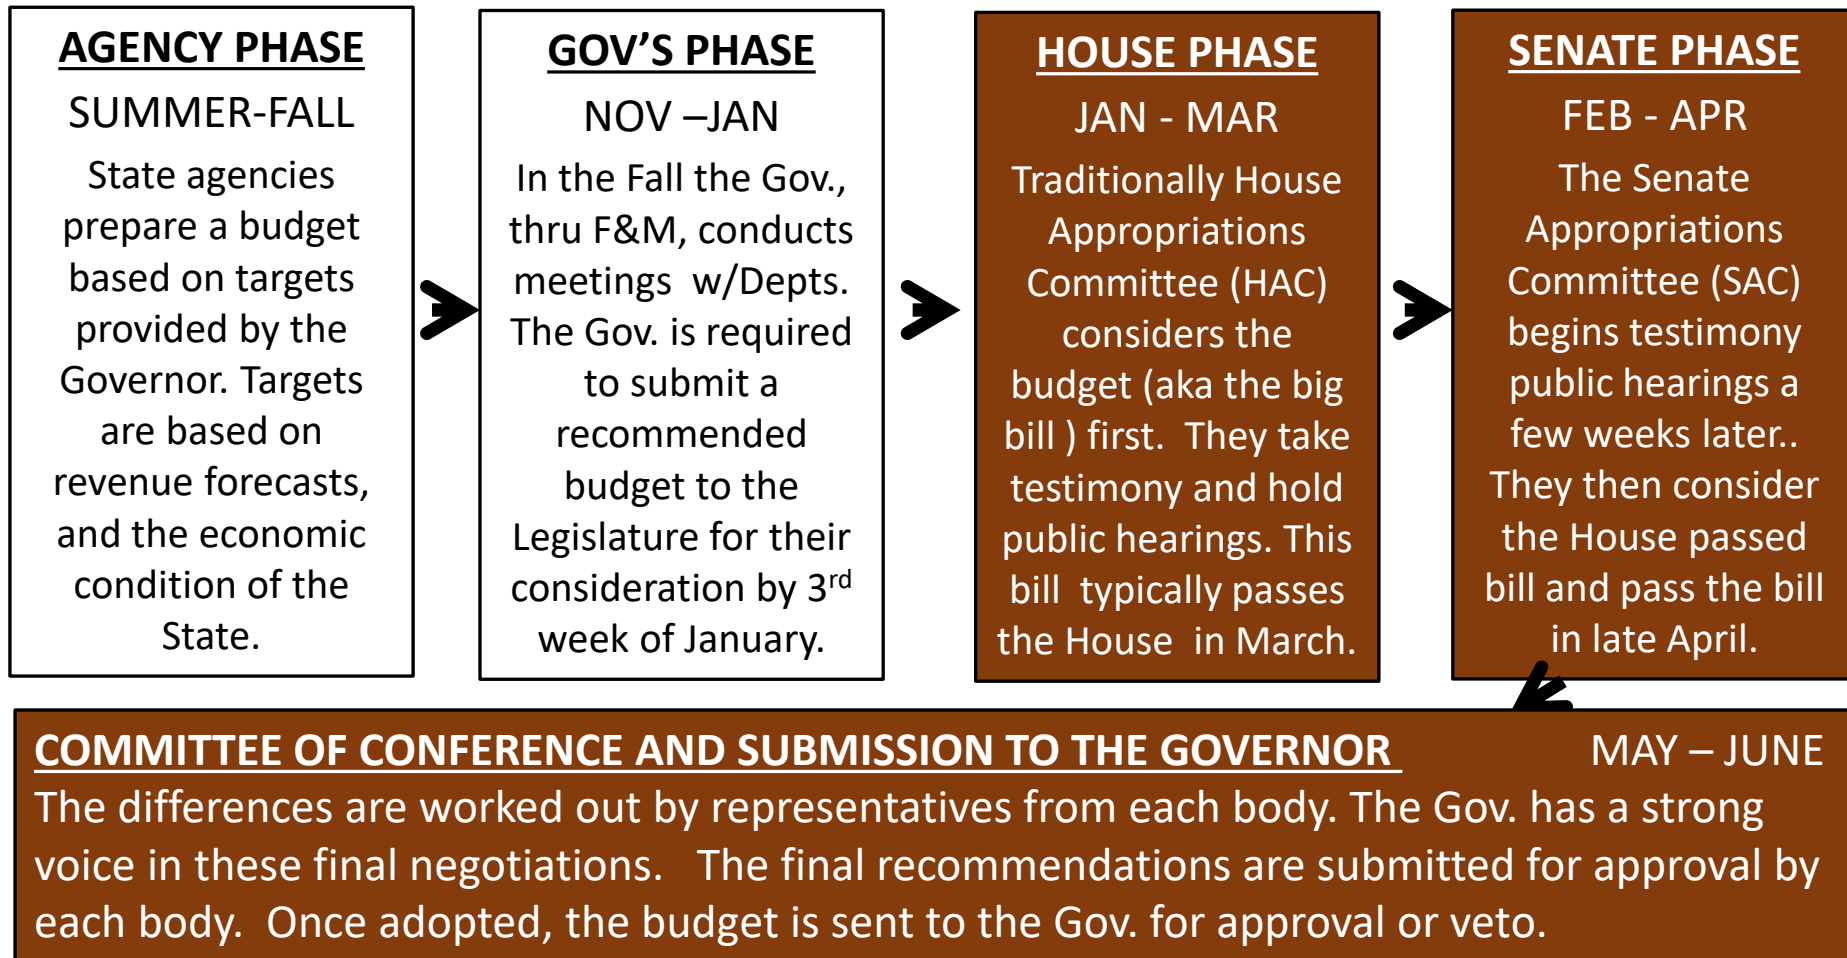 AGENCY PHASE
SUMMER-FALL
State agencies
prepare a budget
based on targets
provided by the
Governor. Targets
are based on
revenue forecasts,
and the economic
condition of the
State.
GOV'S PHASE
NOV –JAN
In the Fall the Gov.,
thru F&M, conducts
meetings w/Depts.
The Gov. is required
to submit a
recommended
budget to the
Legislature for their
consideration by 3rd
week of January.
HOUSE PHASE
JAN - MAR
Traditionally House
Appropriations
Committee (HAC)
considers the
budget (aka the big
bill ) first. They take
testimony and hold
public hearings. This
bill typically passes
the House in March.
SENATE PHASE
FEB - APR
The Senate
Appropriations
Committee (SAC)
begins testimony
public hearings a
few weeks later..
They then consider
the House passed
bill and pass the bill
in late April.
COMMITTEE OF CONFERENCE AND SUBMISSION TO THE GOVERNOR MAY – JUNE
The differences are worked out by representatives from each body. The Gov. has a strong
voice in these final negotiations. The final recommendations are submitted for approval by
each body. Once adopted, the budget is sent to the Gov. for approval or veto.